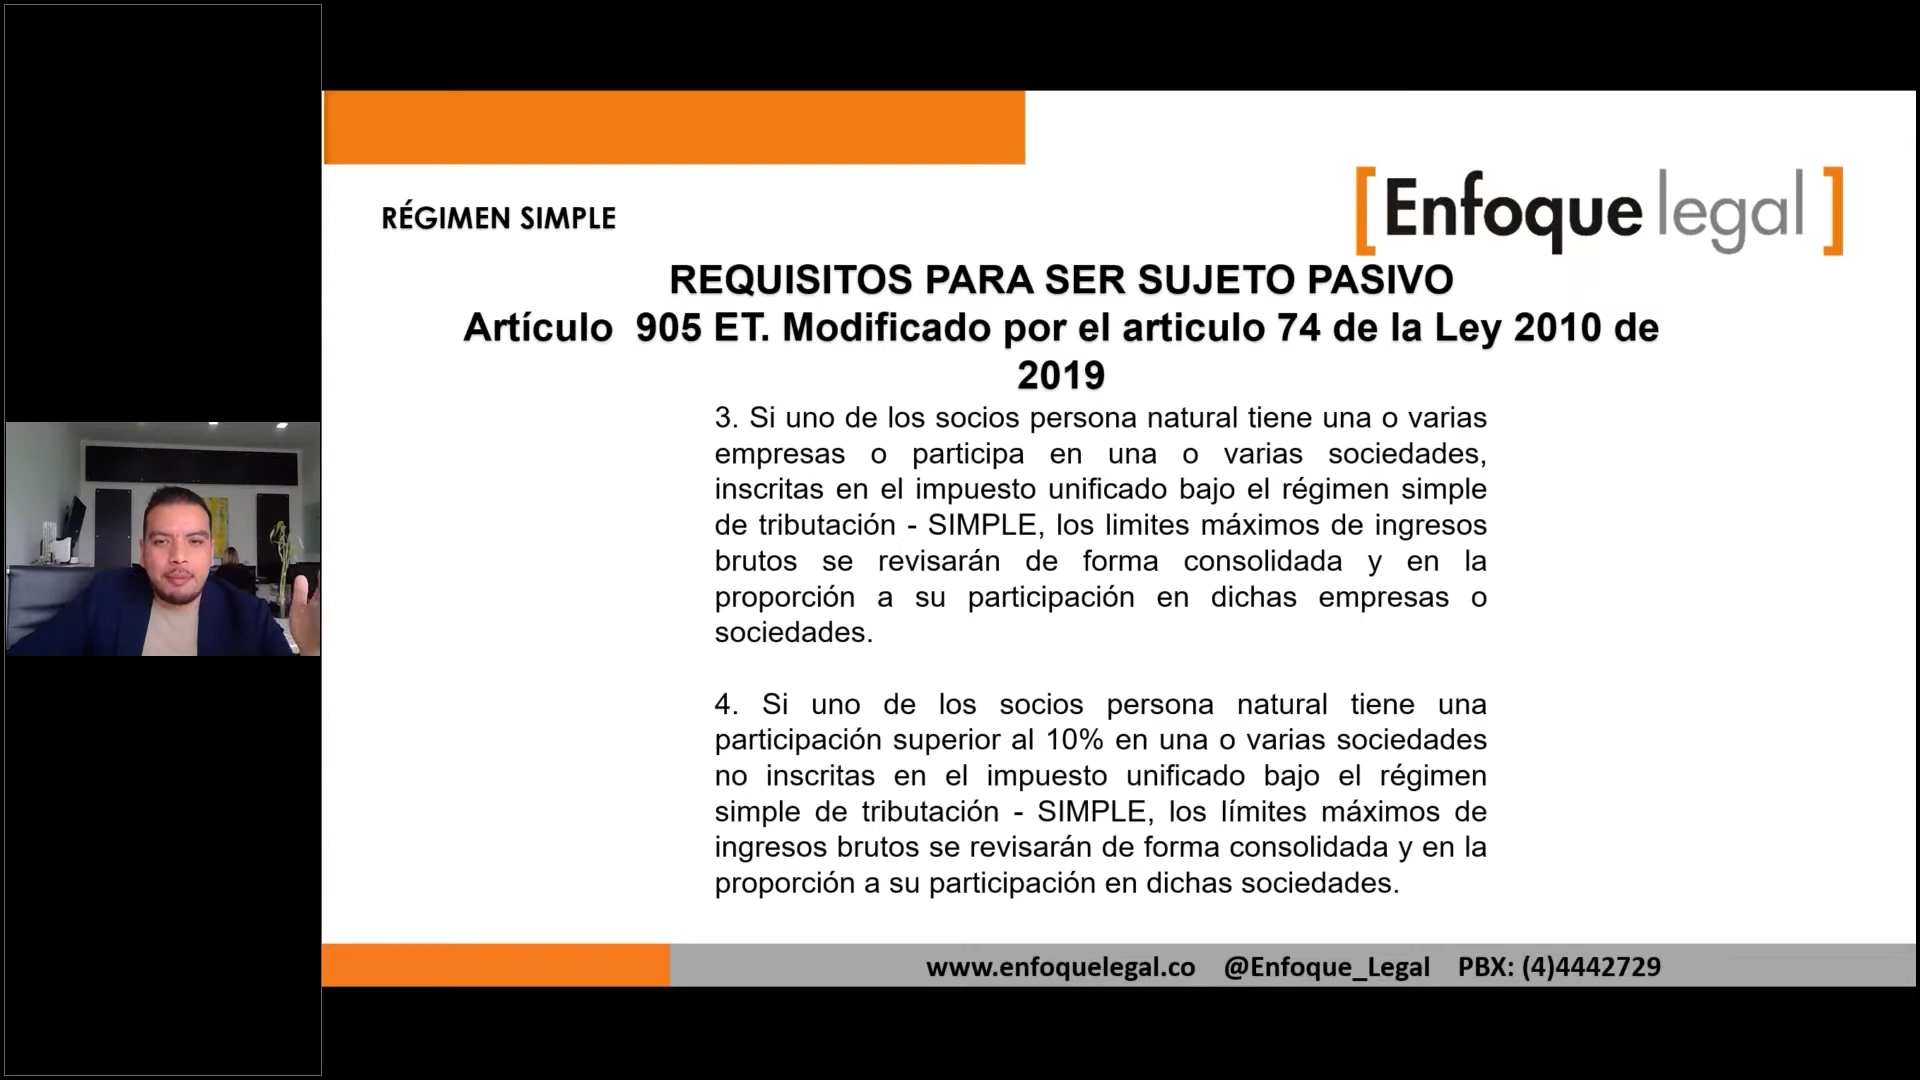 RÉGIMEN SIMPLE
[Enfoque legal]
REQUISITOS PARA SER SUJETO PASIVO
Artículo  905 ET. Modificado por el articulo 74 de la Ley 2010 de
2019
3. Si uno de los socios persona natural tiene una o varias
empresas o participa en una o varias sociedades,
inscritas en el impuesto unificado bajo el régimen simple
de tributación - SIMPLE, los limites máximos de ingresos
brutos se revisarán de forma consolidada y en la
proporción a su participación en dichas empresas o
sociedades.
4. Si uno de los socios persona natural tiene una
participación superior al 10% en una o varias sociedades
no inscritas en el impuesto unificado bajo el régimen
simple de tributación - SIMPLE, los límites máximos de
ingresos brutos se revisarán de forma consolidada y en la
proporción a su participación en dichas sociedades.
www.enfoquelegal.co @Enfoque_Legal PBX: (4)4442729